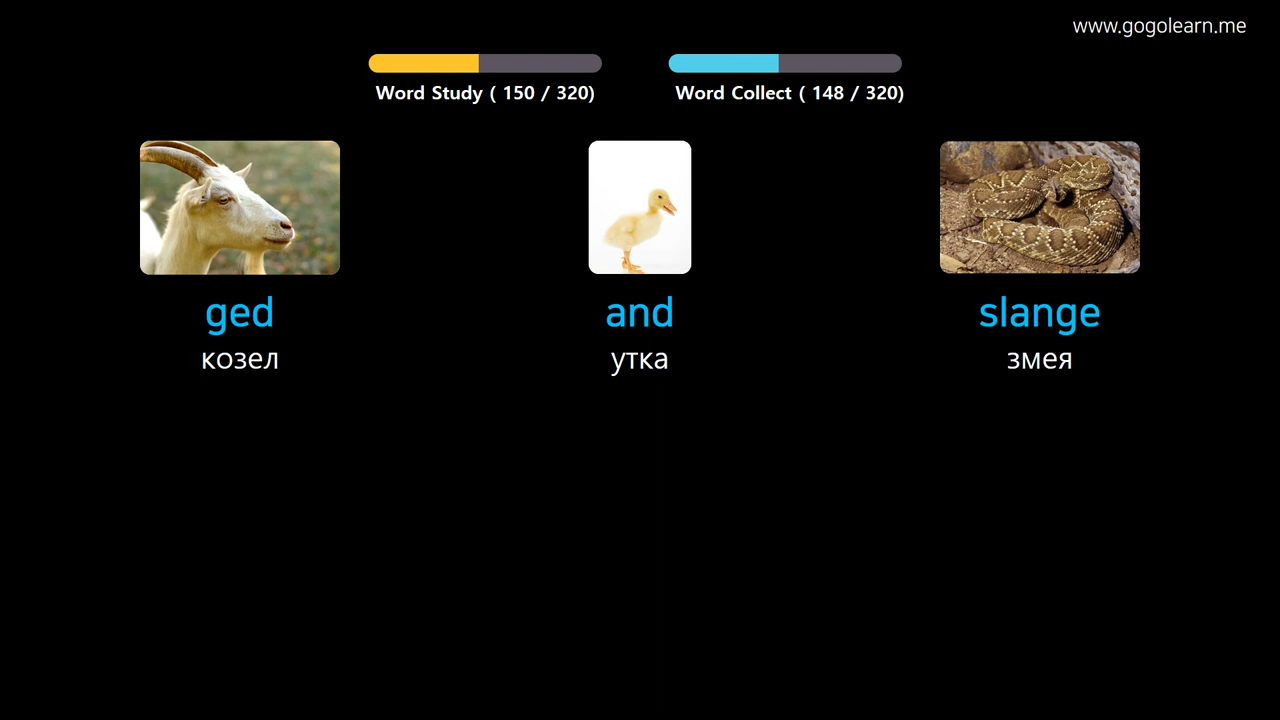 www.gogolearn.me
Word Study ( 150 / 320)
Word Collect ( 148 / 320)
ged
and
slange
козел
утка
змея